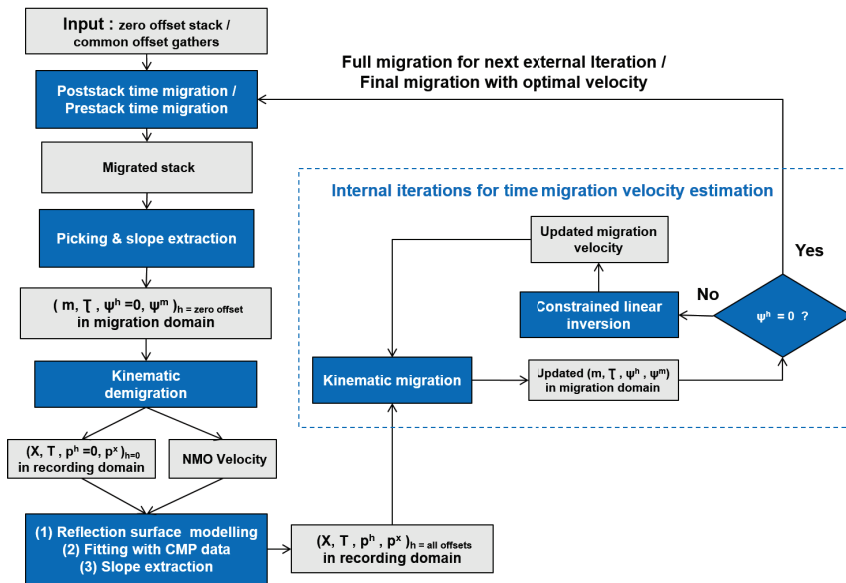 Input : zero offset stack /
common offset gathers
Full migration for next external Iteration /
Final migration with optimal velocity
Poststack time migration /
Prestack time migration
Migrated stack
Internal iterations for time migration velocity estimation
Picking & slope extraction
Updated migration
velocity
Yes
No
( m, Ʈ , ψʰ =0, ψᵐ )h = zero offset
in migration domain
Constrained linear
inversion
ψʰ = 0 ?
Kinematic
demigration
Kinematic migration
Updated (m, Ʈ , ψʰ , ψᵐ)
in migration domain
(X, T , pʰ =0, pˣ)h=0
in recording domain
NMO Velocity
(1) Reflection surface modelling
(2) Fitting with CMP data
(3) Slope extraction
(X, T , pʰ , pˣ )h = all offsets
in recording domain